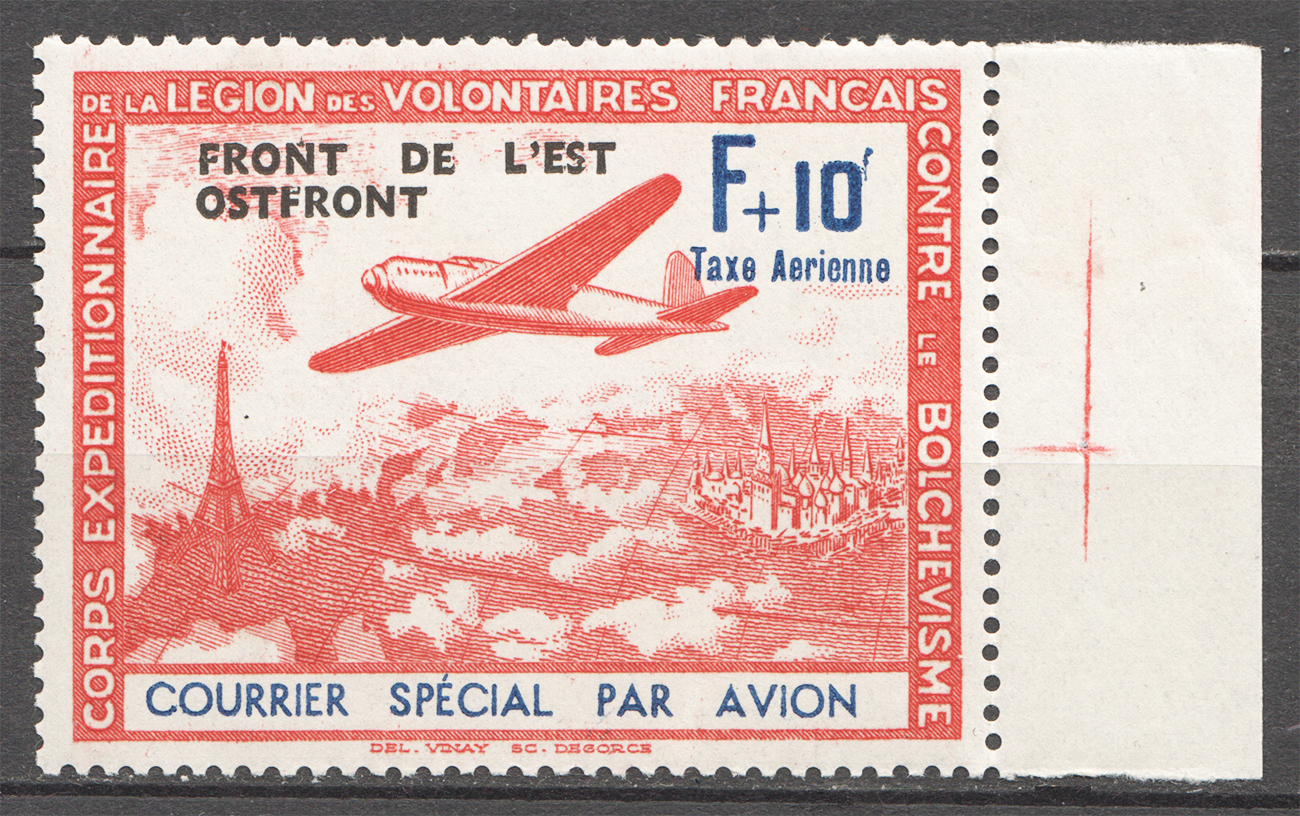 CORPS EXPEDITIONNAIRE
DE LA LEGION DES VOLONTAIRES FRANCAIS
CONTRE LE BOLCHEVISME
FRONT DE L'EST
OSTFRONT
F+10f
Taxe Aerienne
COURRIER SPÉCIAL PAR AVION
DEL. VINAY SC. DEGORCE